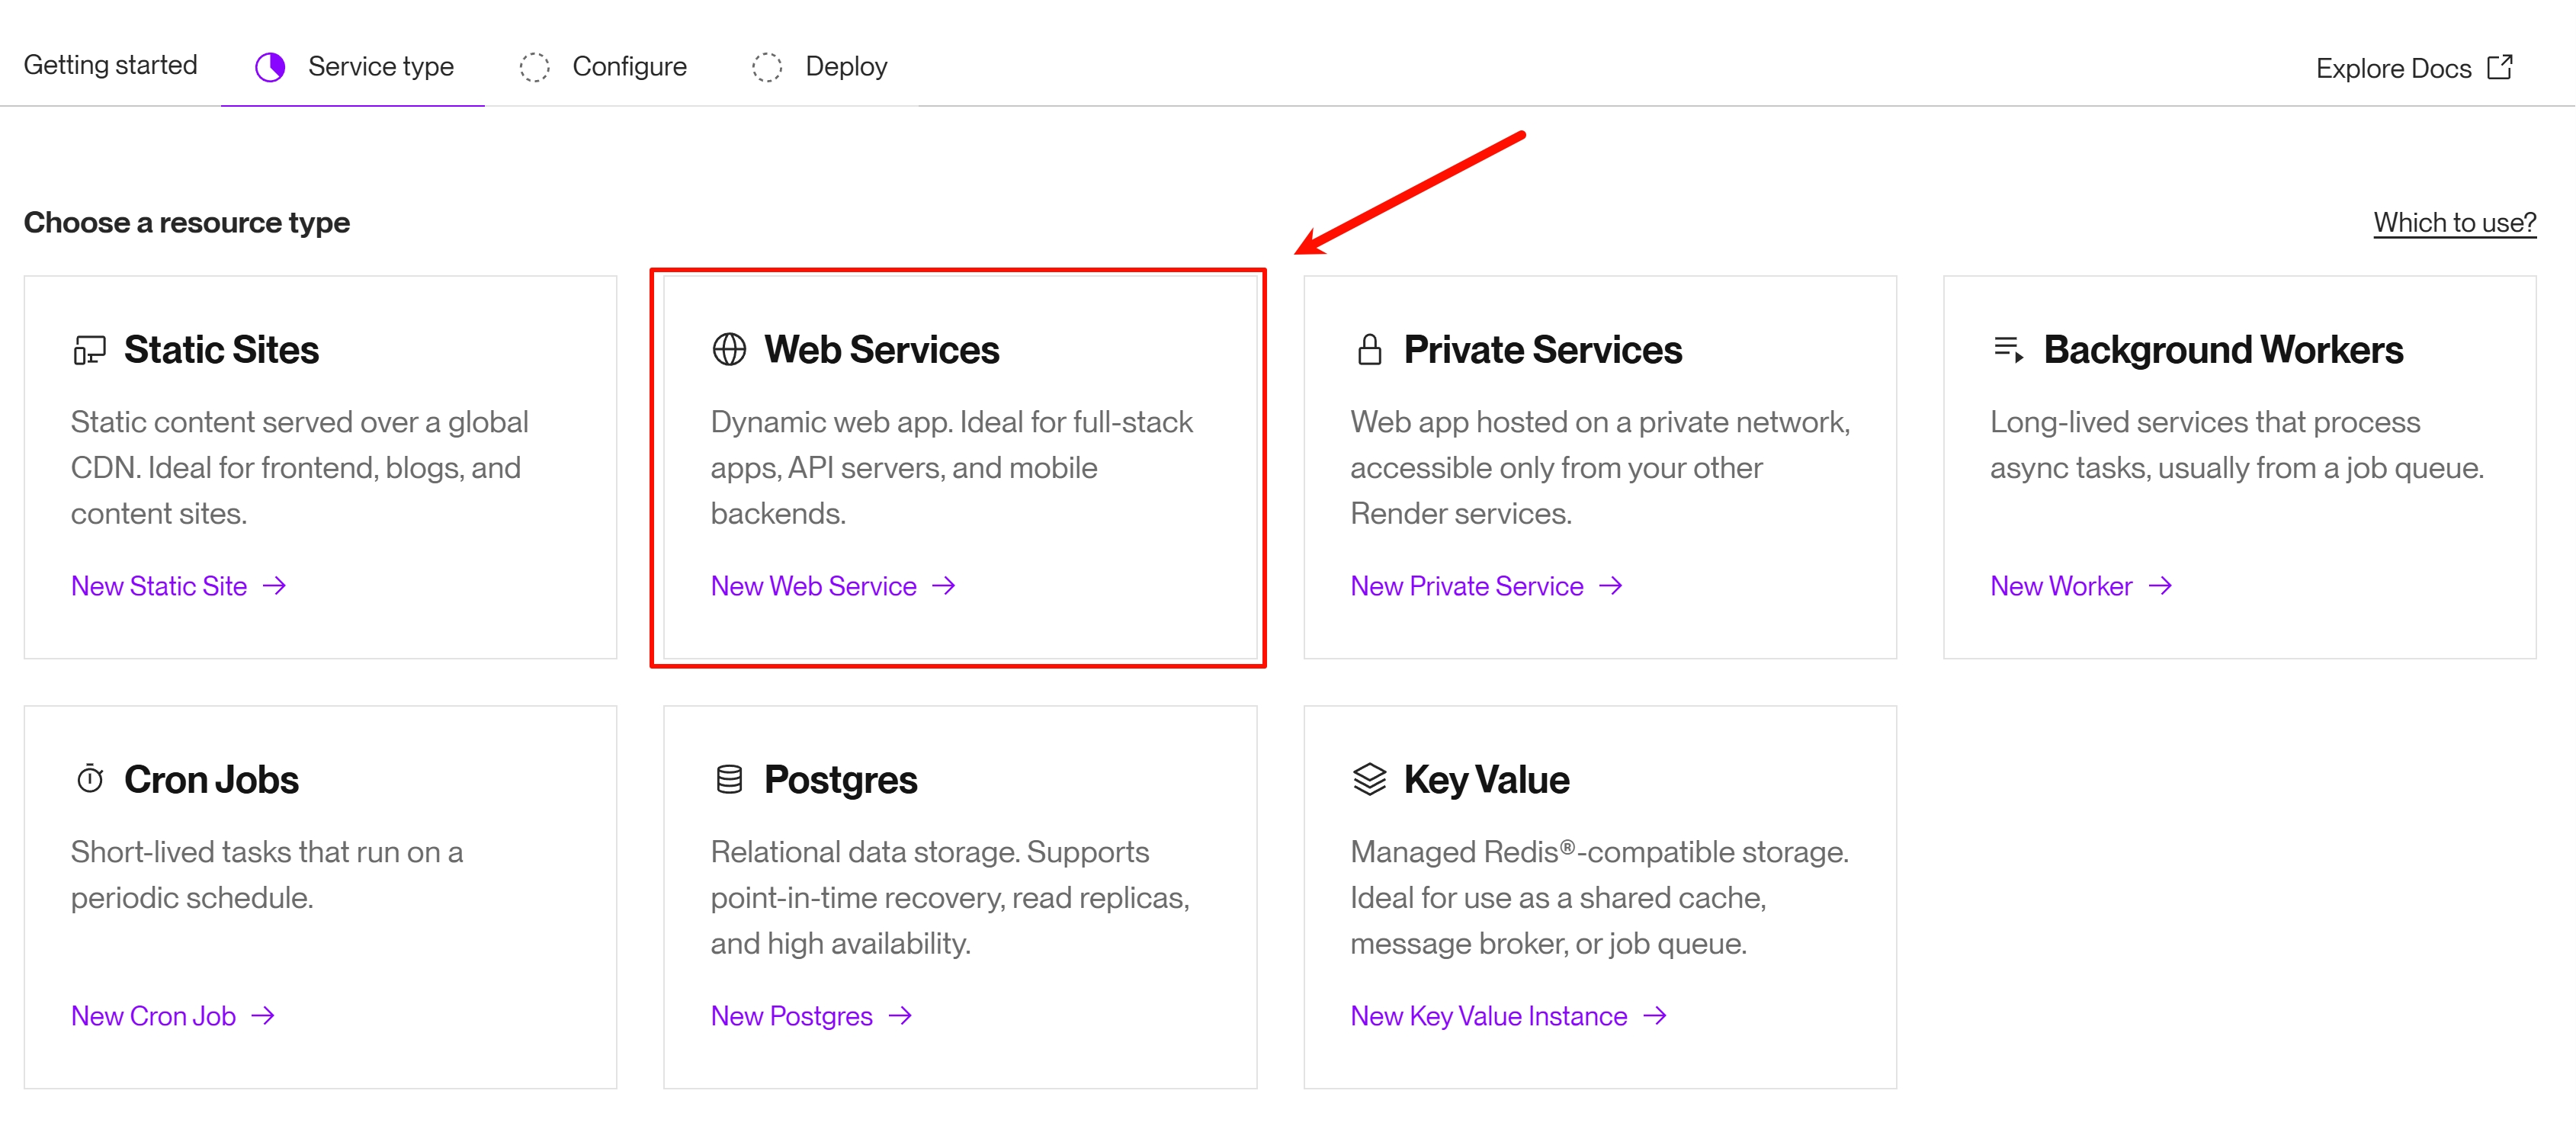 Getting started
Service type
Configure
Deploy
Explore Docs
Choose a resource type
Which to use?
Static Sites
Static content served over a global
CDN. Ideal for frontend, blogs, and
content sites.
New Static Site
Web Services
Dynamic web app. Ideal for full-stack
apps, API servers, and mobile
backends.
New Web Service
Private Services
Web app hosted on a private network,
accessible only from your other
Render services.
New Private Service
Background Workers
Long-lived services that process
async tasks, usually from a job queue.
New Worker
Cron Jobs
Short-lived tasks that run on a
periodic schedule.
New Cron Job
Postgres
Relational data storage. Supports
point-in-time recovery, read replicas,
and high availability.
New Postgres
Key Value
Managed Redis®-compatible storage.
Ideal for use as a shared cache,
message broker, or job queue.
New Key Value Instance